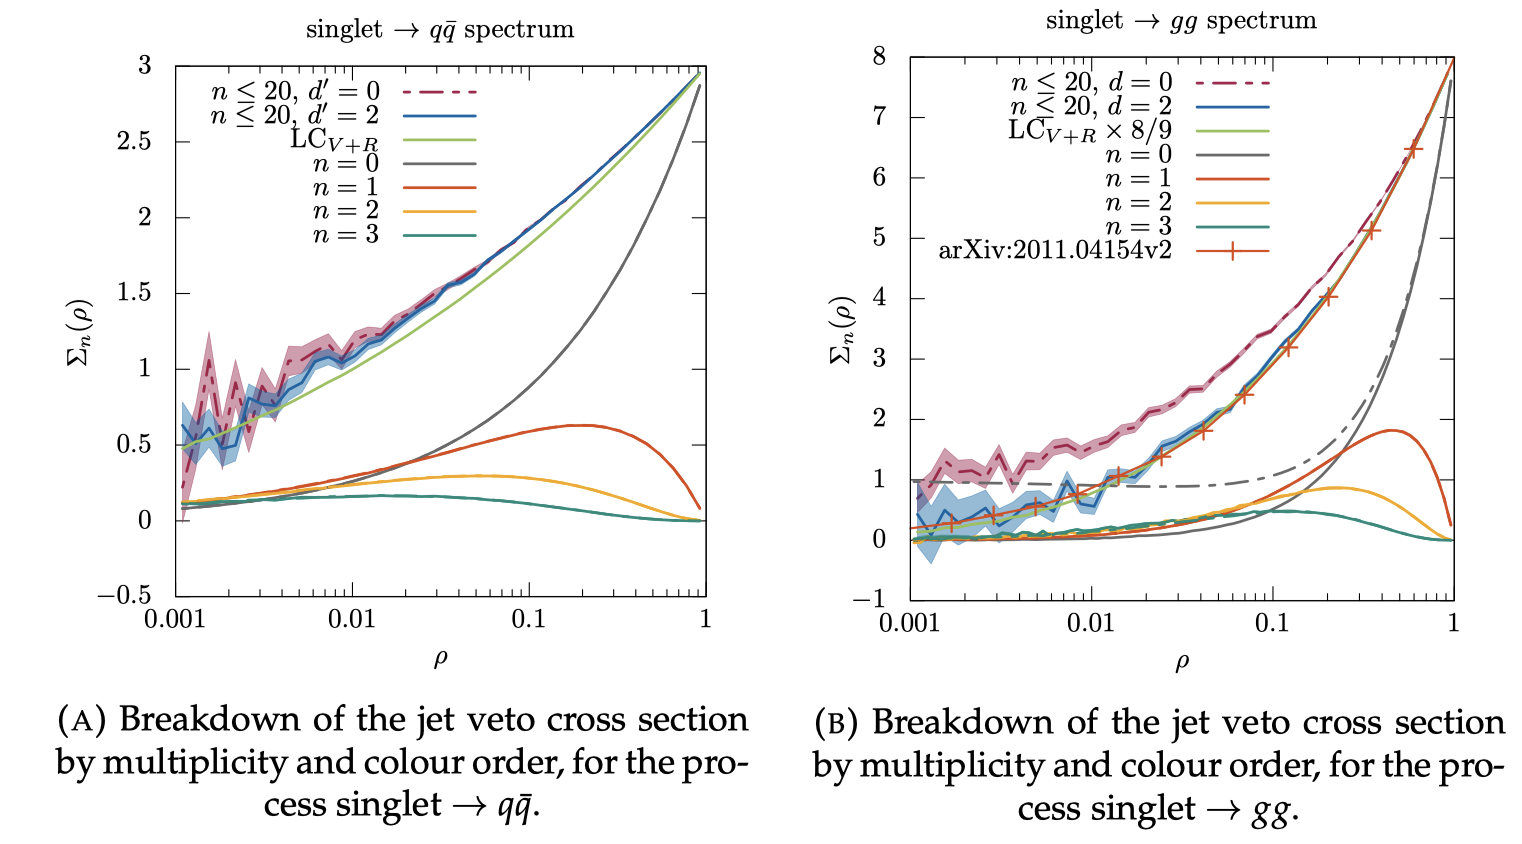 singlet → qq̄ spectrum
3
2.5
2
1.5
1
0.5
0
−0.5
Σₙ(ρ)
n ≤ 20, d′ = 0
n ≤ 20, d′ = 2
LC_{V+R}
n = 0
n = 1
n = 2
n = 3
0.001
0.01
0.1
1
ρ
(A) Breakdown of the jet veto cross section
by multiplicity and colour order, for the pro-
cess singlet → qq̄.
singlet → gg spectrum
8
7
6
5
4
3
2
1
0
−1
Σₙ(ρ)
n ≤ 20, d = 0
n ≤ 20, d = 2
LC_{V+R} × 8/9
n = 0
n = 1
n = 2
n = 3
arXiv:2011.04154v2
0.001
0.01
0.1
1
ρ
(B) Breakdown of the jet veto cross section
by multiplicity and colour order, for the pro-
cess singlet → gg.